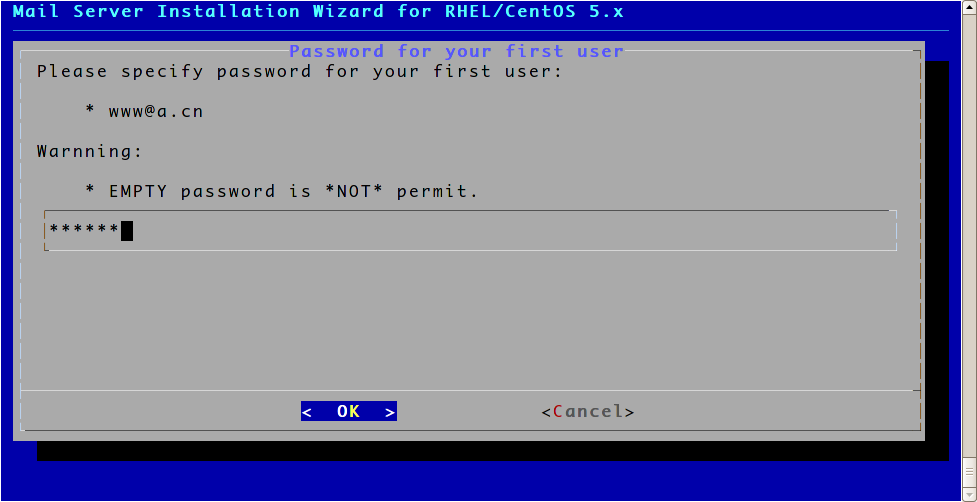 Mail Server Installation Wizard for RHEL/CentOS 5.x
Password for your first user
Please specify password for your first user:
* www@a.cn
Warnning:
* EMPTY password is *NOT* permit.
******
< OK >
<Cancel>